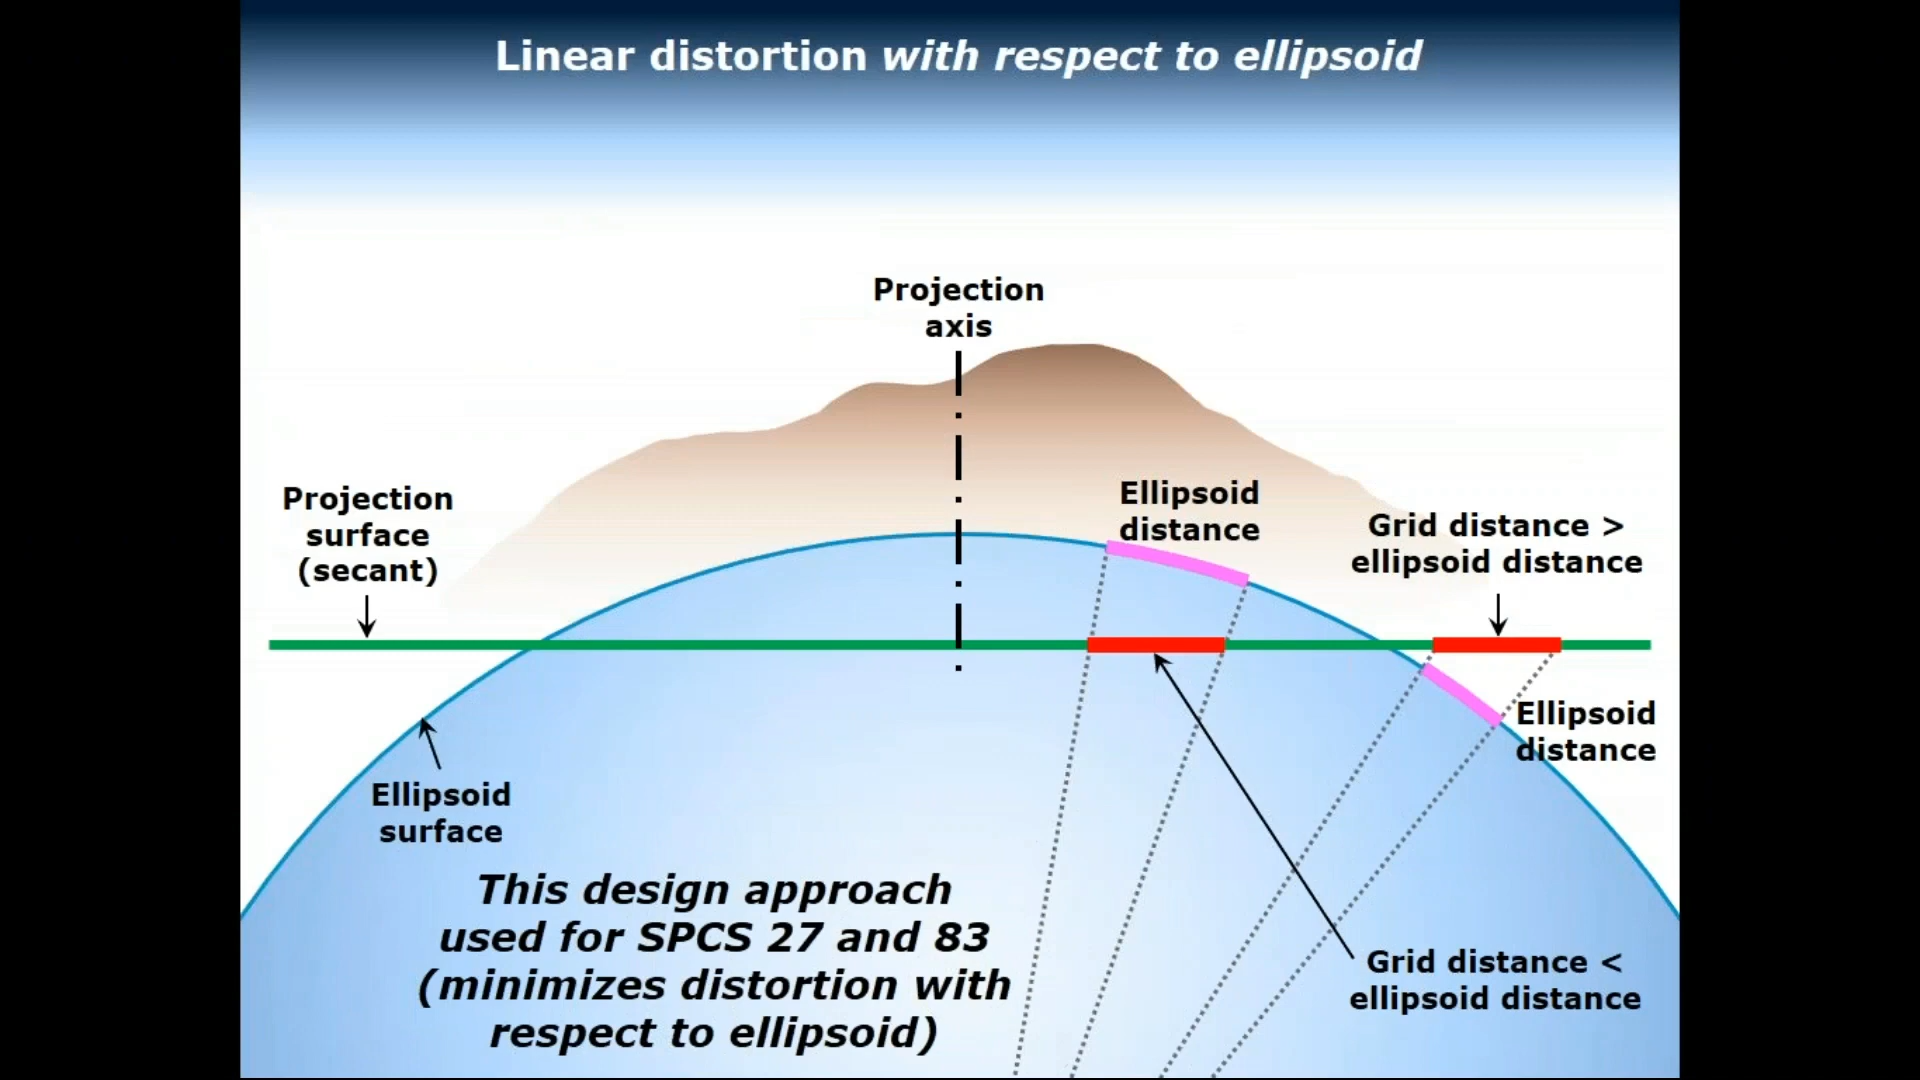 Linear distortion with respect to ellipsoid
Projection
axis
Projection
surface
(secant)
Ellipsoid
distance
Grid distance >
ellipsoid distance
Ellipsoid
distance
Ellipsoid
surface
This design approach
used for SPCS 27 and 83
(minimizes distortion with
respect to ellipsoid)
Grid distance <
ellipsoid distance